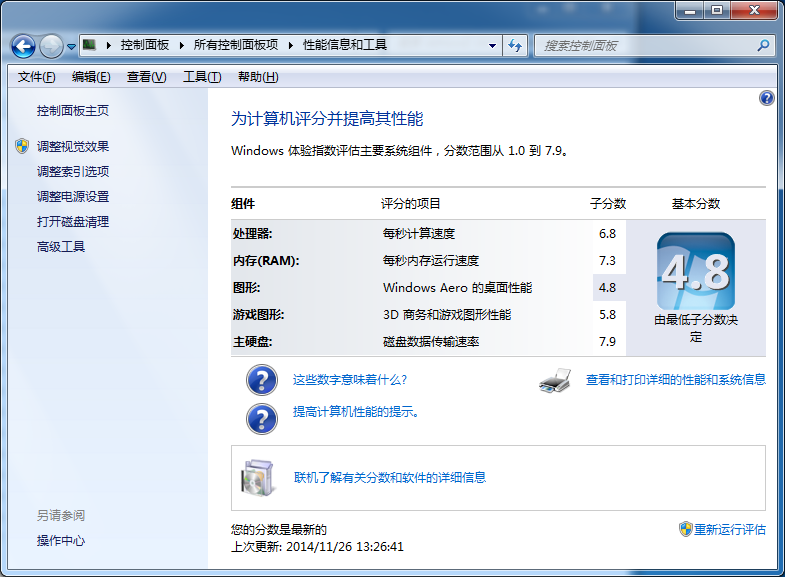 控制面板 所有控制面板项 性能信息和工具
搜索控制面板
文件(F) 编辑(E) 查看(V) 工具(T) 帮助(H)
控制面板主页
调整视觉效果
调整索引选项
调整电源设置
打开磁盘清理
高级工具
另请参阅
操作中心
为计算机评分并提高其性能
Windows 体验指数评估主要系统组件，分数范围从 1.0 到 7.9。
组件 评分的项目 子分数 基本分数
处理器: 每秒计算速度 6.8
内存(RAM): 每秒内存运行速度 7.3
图形: Windows Aero 的桌面性能 4.8
游戏图形: 3D 商务和游戏图形性能 5.8
主硬盘: 磁盘数据传输速率 7.9
4.8
由最低子分数决
定
这些数字意味着什么?
查看和打印详细的性能和系统信息
提高计算机性能的提示。
联机了解有关分数和软件的详细信息
您的分数是最新的
上次更新: 2014/11/26 13:26:41
重新运行评估